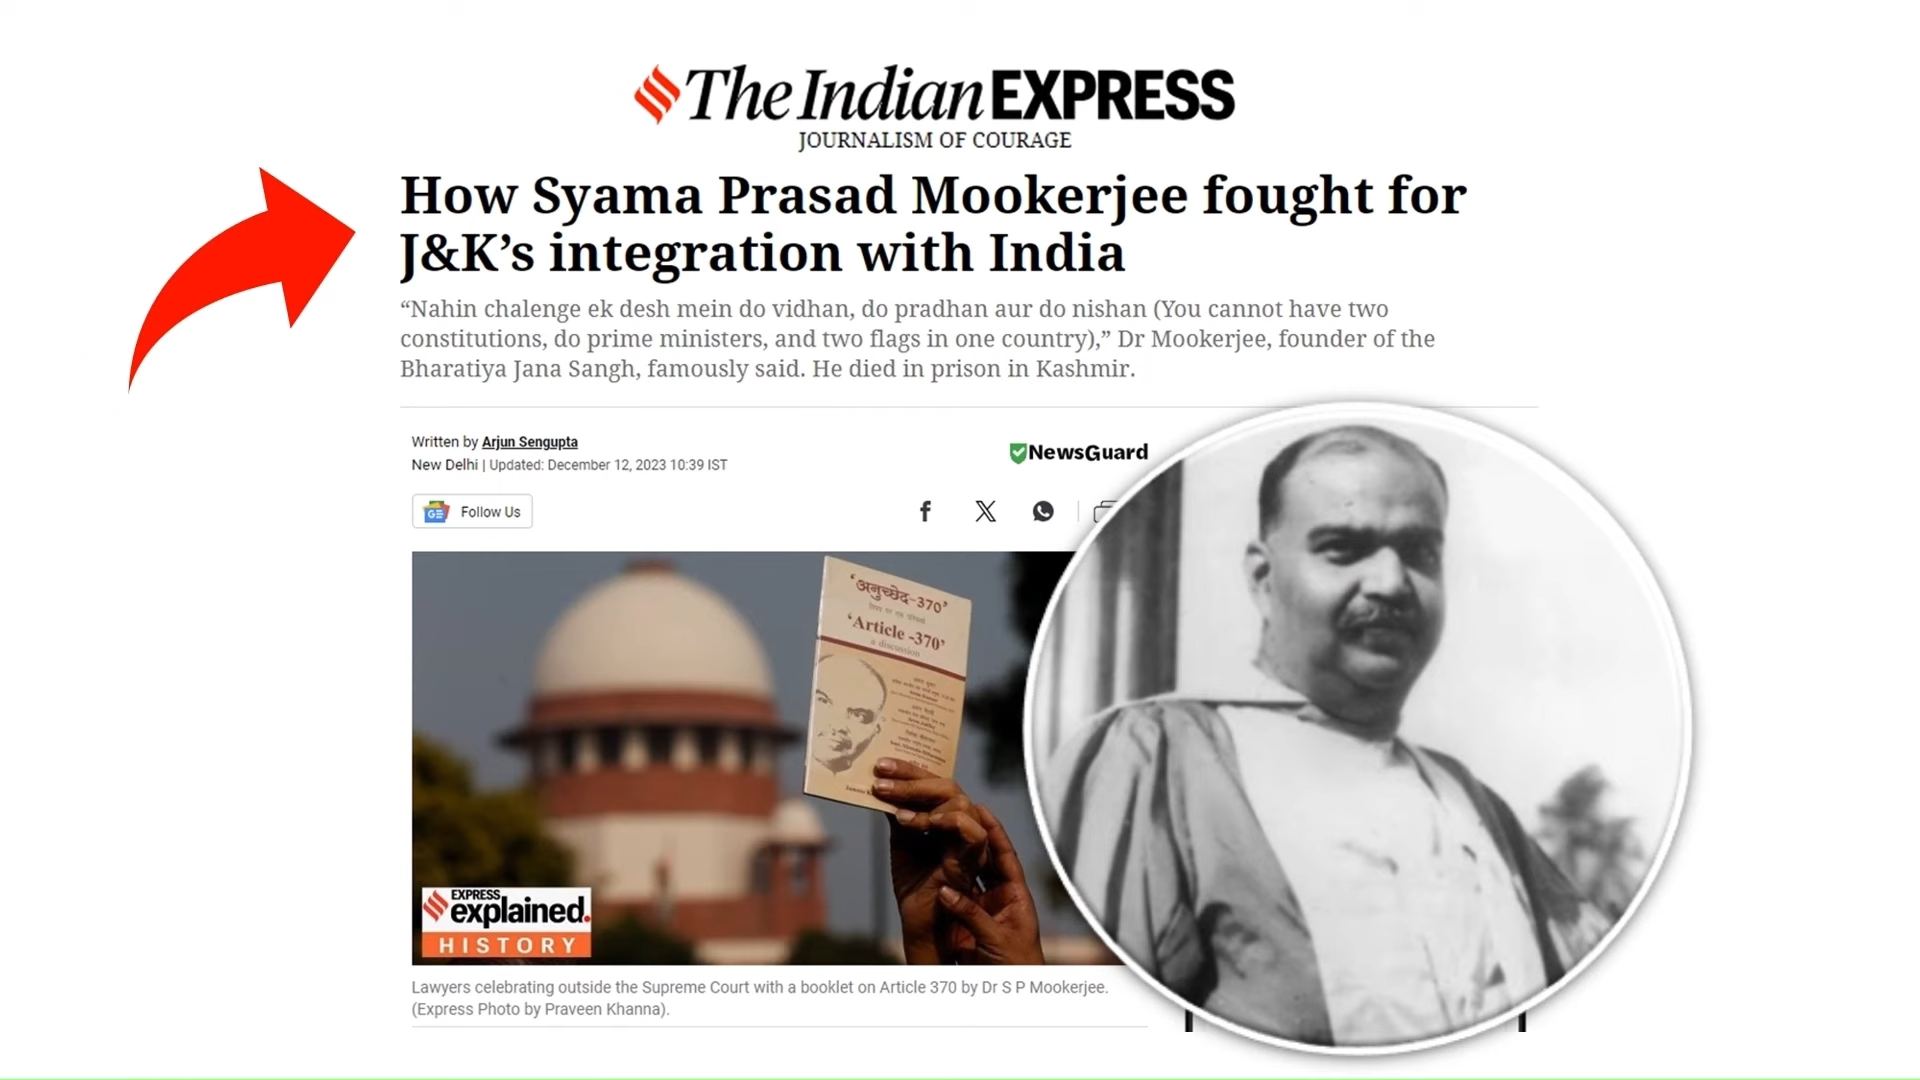 The Indian EXPRESS
JOURNALISM OF COURAGE
How Syama Prasad Mookerjee fought for
J&K’s integration with India
“Nahin chalenge ek desh mein do vidhan, do pradhan aur do nishan (You cannot have two
constitutions, do prime ministers, and two flags in one country),” Dr Mookerjee, founder of the
Bharatiya Jana Sangh, famously said. He died in prison in Kashmir.
Written by Arjun Sengupta
New Delhi | Updated: December 12, 2023 10:39 IST
NewsGuard
GE Follow Us
‘अनुच्छेद-370’
‘Article -370’
a discussion
EXPRESS
explained.
HISTORY
Lawyers celebrating outside the Supreme Court with a booklet on Article 370 by Dr S P Mookerjee.
(Express Photo by Praveen Khanna).